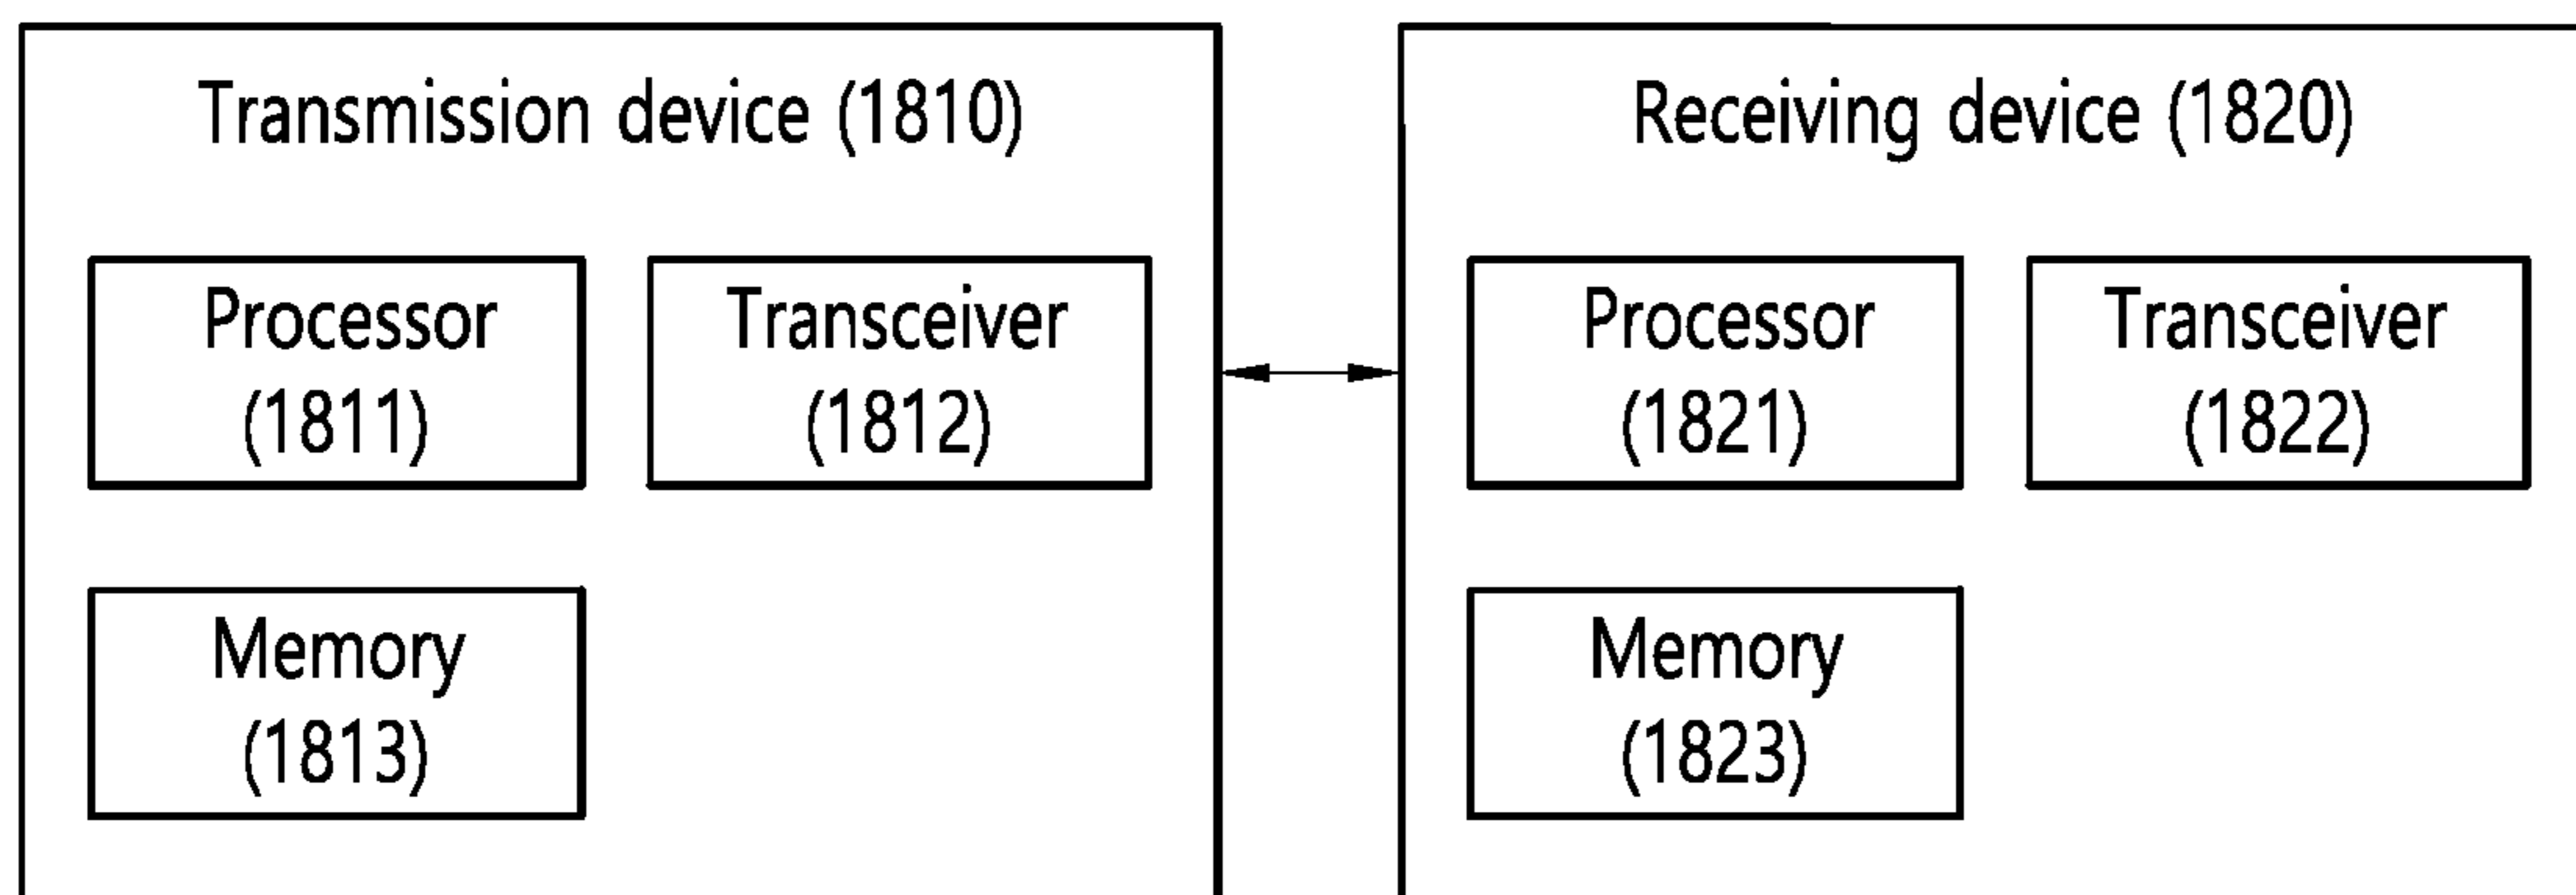 Transmission device (1810)
Processor
(1811)
Transceiver
(1812)
Memory
(1813)
Receiving device (1820)
Processor
(1821)
Transceiver
(1822)
Memory
(1823)